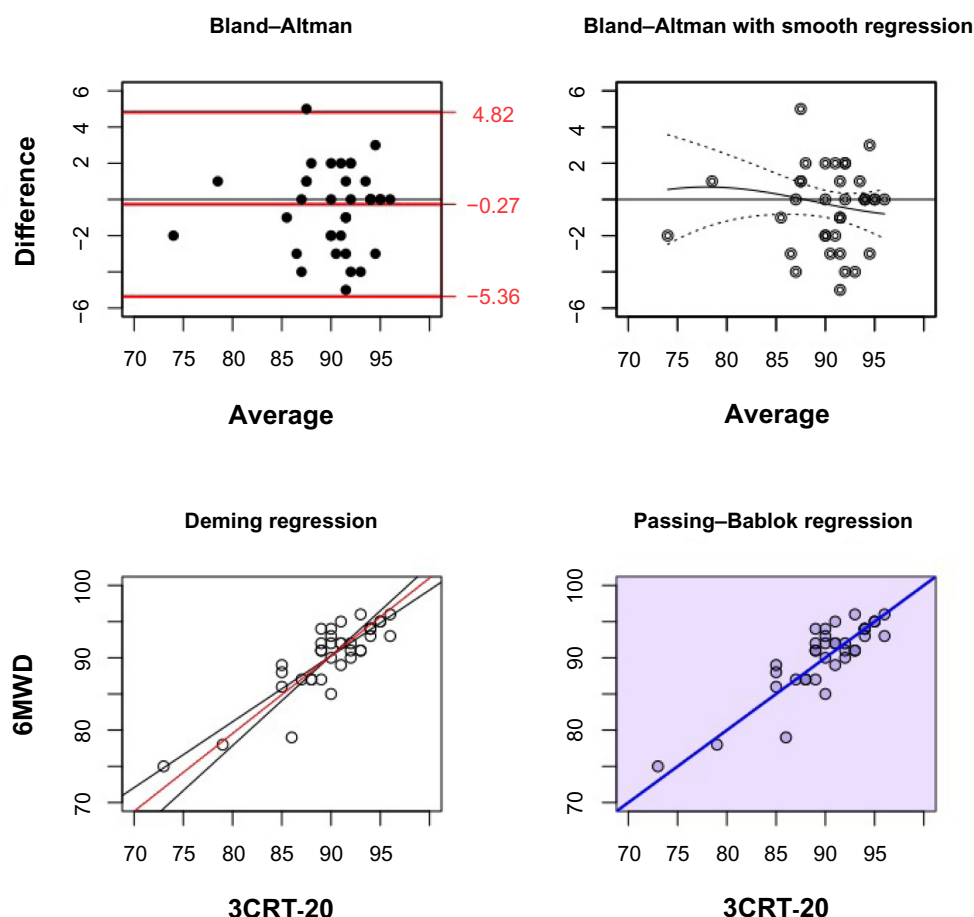 Bland–Altman
Difference
6
4
2
−2
−6
4.82
−0.27
−5.36
70 75 80 85 90 95
Average
Bland–Altman with smooth regression
6
4
2
−2
−6
70 75 80 85 90 95
Average
Deming regression
6MWD
100
90
80
70
70 75 80 85 90 95
3CRT-20
Passing–Bablok regression
100
90
80
70
70 75 80 85 90 95
3CRT-20